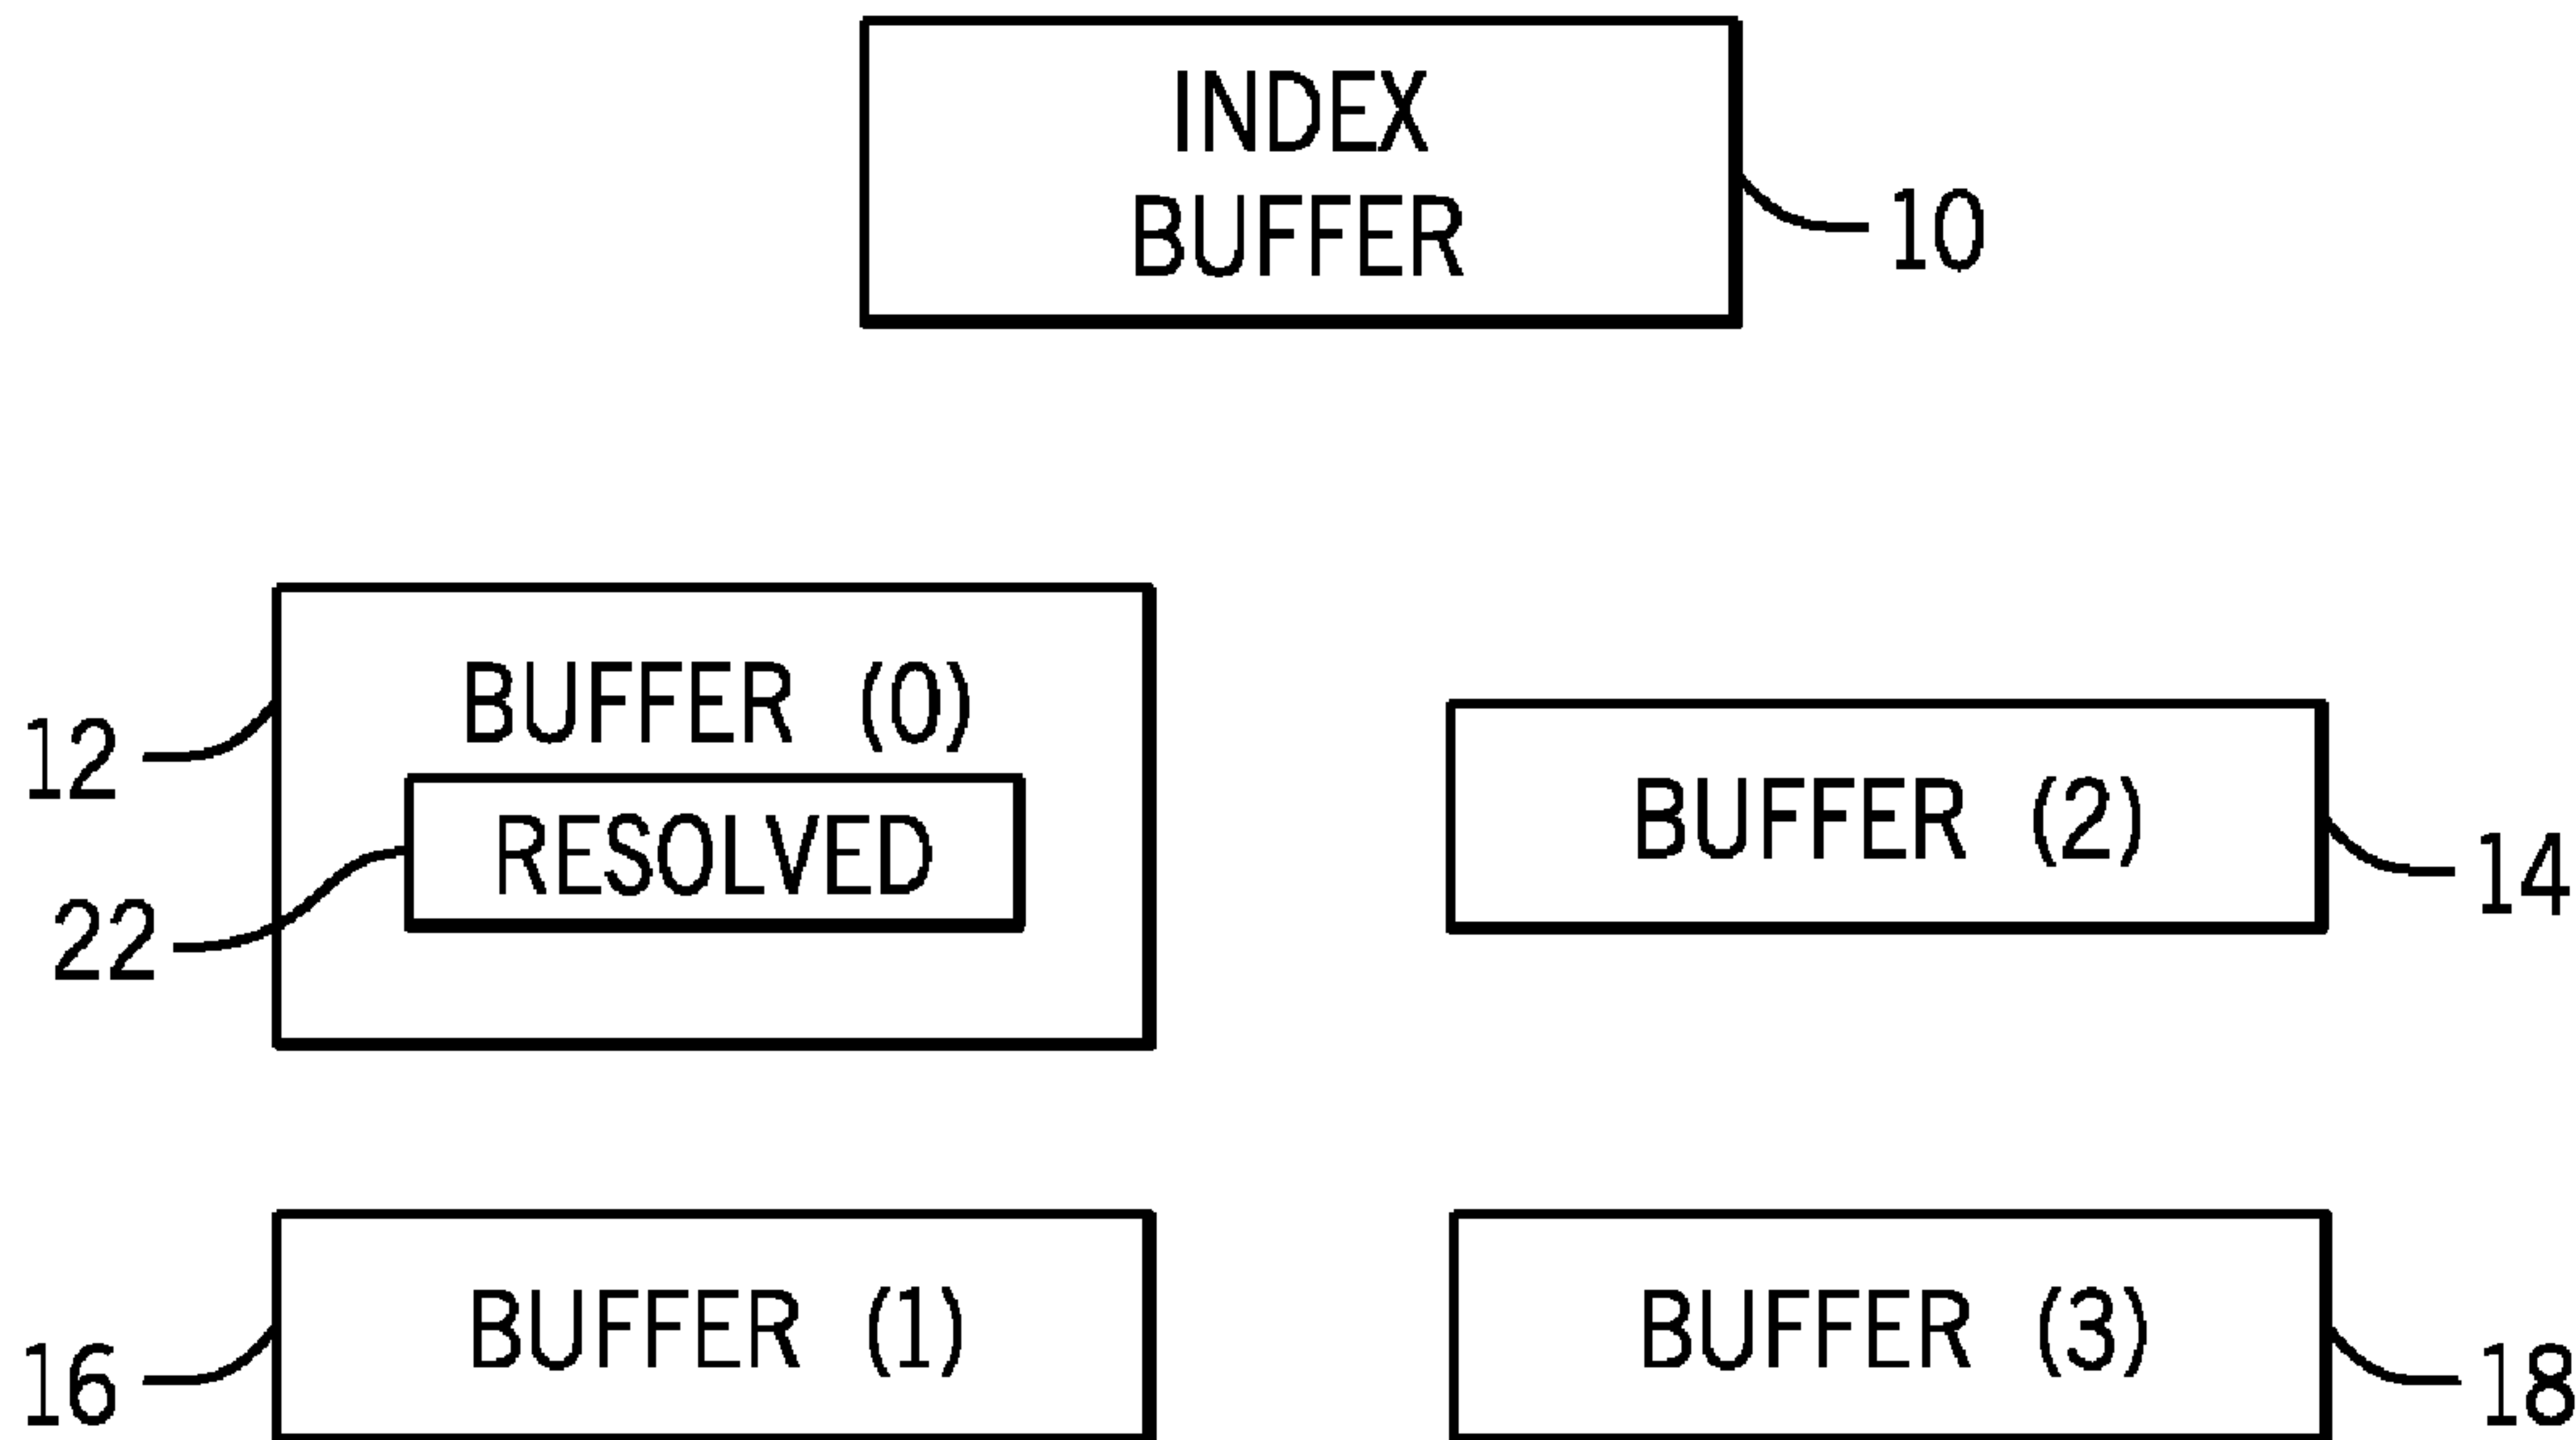 INDEX
BUFFER
10
BUFFER (0)
12
RESOLVED
22
BUFFER (2)
14
BUFFER (1)
16
BUFFER (3)
18